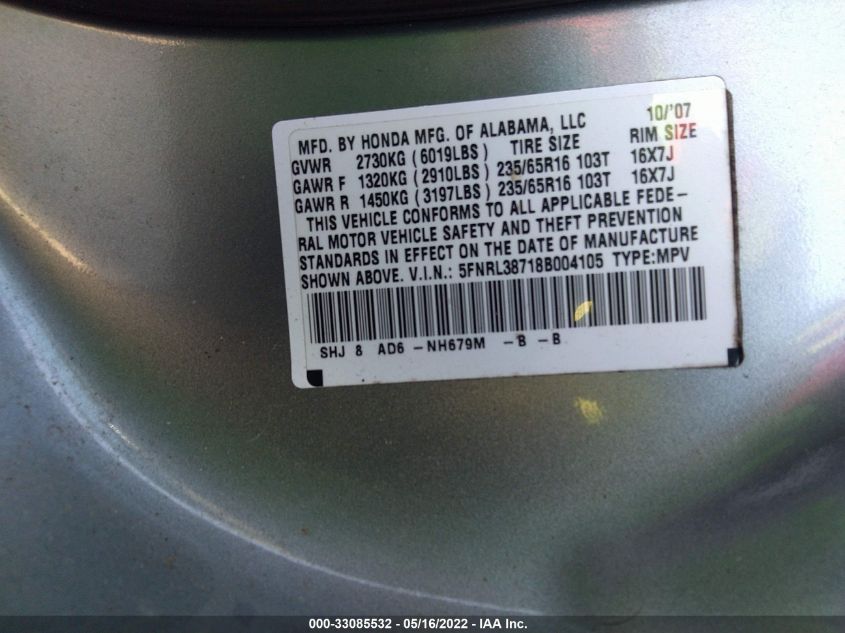 10/'07
MFD. BY HONDA MFG. OF ALABAMA, LLC
GVWR 2730KG (6019LBS) TIRE SIZE RIM SIZE
GAWR F 1320KG (2910LBS) 235/65R16 103T 16X7J
GAWR R 1450KG (3197LBS) 235/65R16 103T 16X7J
THIS VEHICLE CONFORMS TO ALL APPLICABLE FEDE-
RAL MOTOR VEHICLE SAFETY AND THEFT PREVENTION
STANDARDS IN EFFECT ON THE DATE OF MANUFACTURE
SHOWN ABOVE. V.I.N.: 5FNRL38718B004105 TYPE:MPV
SHJ 8 AD6 -NH679M -B -B
000-33085532 - 05/16/2022 - IAA Inc.